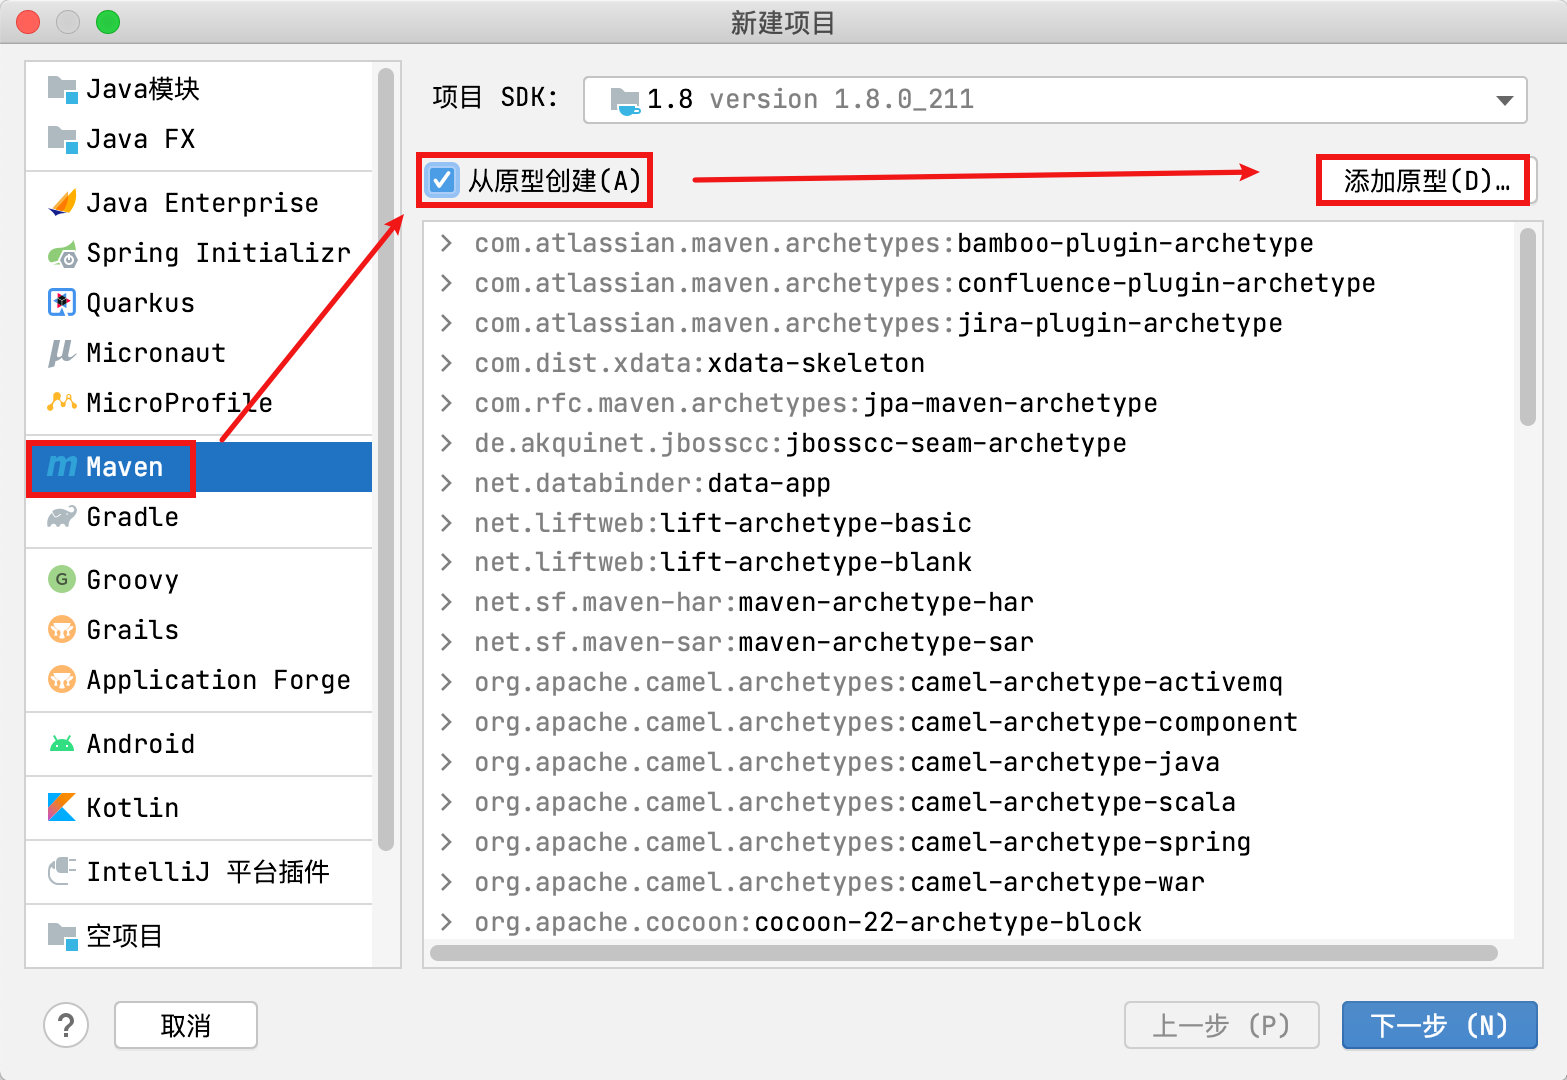 新建项目
Java模块
Java FX
Java Enterprise
Spring Initializr
Quarkus
Micronaut
MicroProfile
Maven
Gradle
Groovy
Grails
Application Forge
Android
Kotlin
IntelliJ 平台插件
空项目
项目 SDK: 1.8 version 1.8.0_211
从原型创建(A) 添加原型(D)...
com.atlassian.maven.archetypes:bamboo-plugin-archetype
com.atlassian.maven.archetypes:confluence-plugin-archetype
com.atlassian.maven.archetypes:jira-plugin-archetype
com.dist.xdata:xdata-skeleton
com.rfc.maven.archetypes:jpa-maven-archetype
de.akquinet.jbosscc:jbosscc-seam-archetype
net.databinder:data-app
net.liftweb:lift-archetype-basic
net.liftweb:lift-archetype-blank
net.sf.maven-har:maven-archetype-har
net.sf.maven-sar:maven-archetype-sar
org.apache.camel.archetypes:camel-archetype-activemq
org.apache.camel.archetypes:camel-archetype-component
org.apache.camel.archetypes:camel-archetype-java
org.apache.camel.archetypes:camel-archetype-scala
org.apache.camel.archetypes:camel-archetype-spring
org.apache.camel.archetypes:camel-archetype-war
org.apache.cocoon:cocoon-22-archetype-block
? 取消 上一步 (P) 下一步 (N)